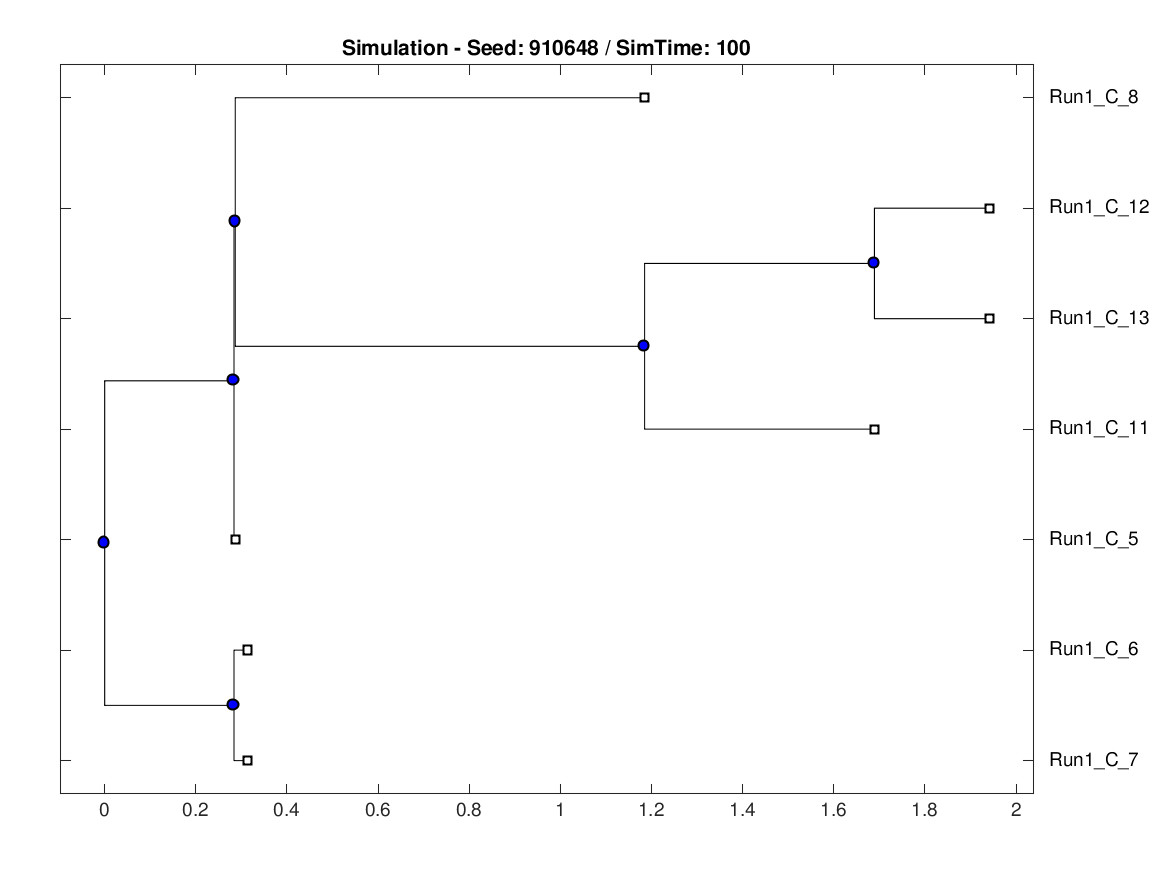 Simulation - Seed: 910648 / SimTime: 100
Run1_C_8
Run1_C_12
Run1_C_13
Run1_C_11
Run1_C_5
Run1_C_6
Run1_C_7
0 0.2 0.4 0.6 0.8 1 1.2 1.4 1.6 1.8 2